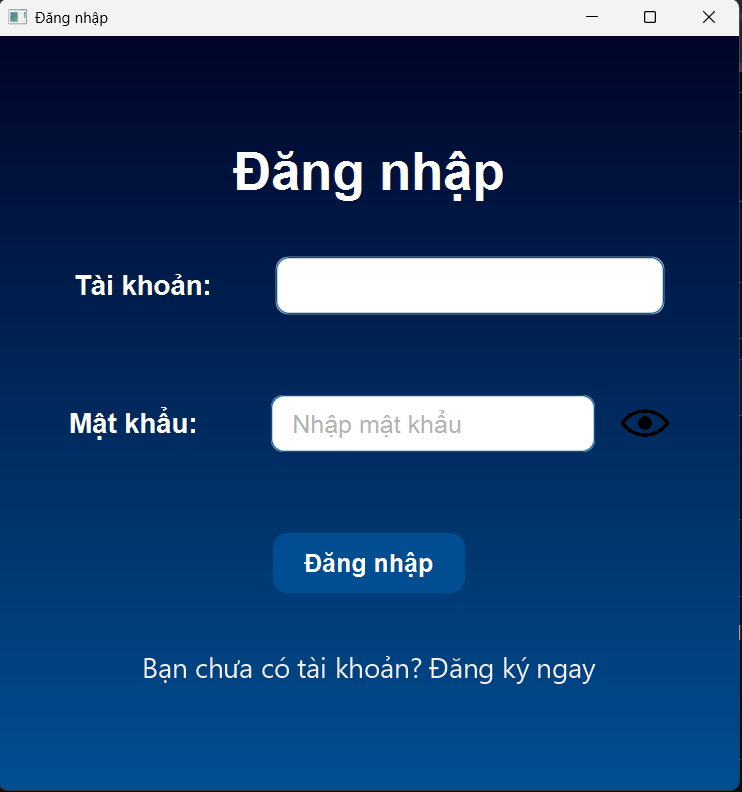 Đăng nhập
Đăng nhập
Tài khoản:
Mật khẩu:
Nhập mật khẩu
Đăng nhập
Bạn chưa có tài khoản? Đăng ký ngay